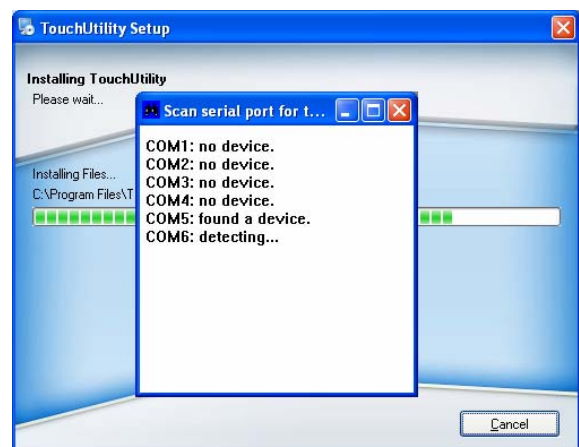 TouchUtility Setup
Installing TouchUtility
Please wait...
Scan serial port for t...
COM1: no device.
COM2: no device.
COM3: no device.
COM4: no device.
COM5: found a device.
COM6: detecting...
Installing Files...
C:\Program Files\T
Cancel